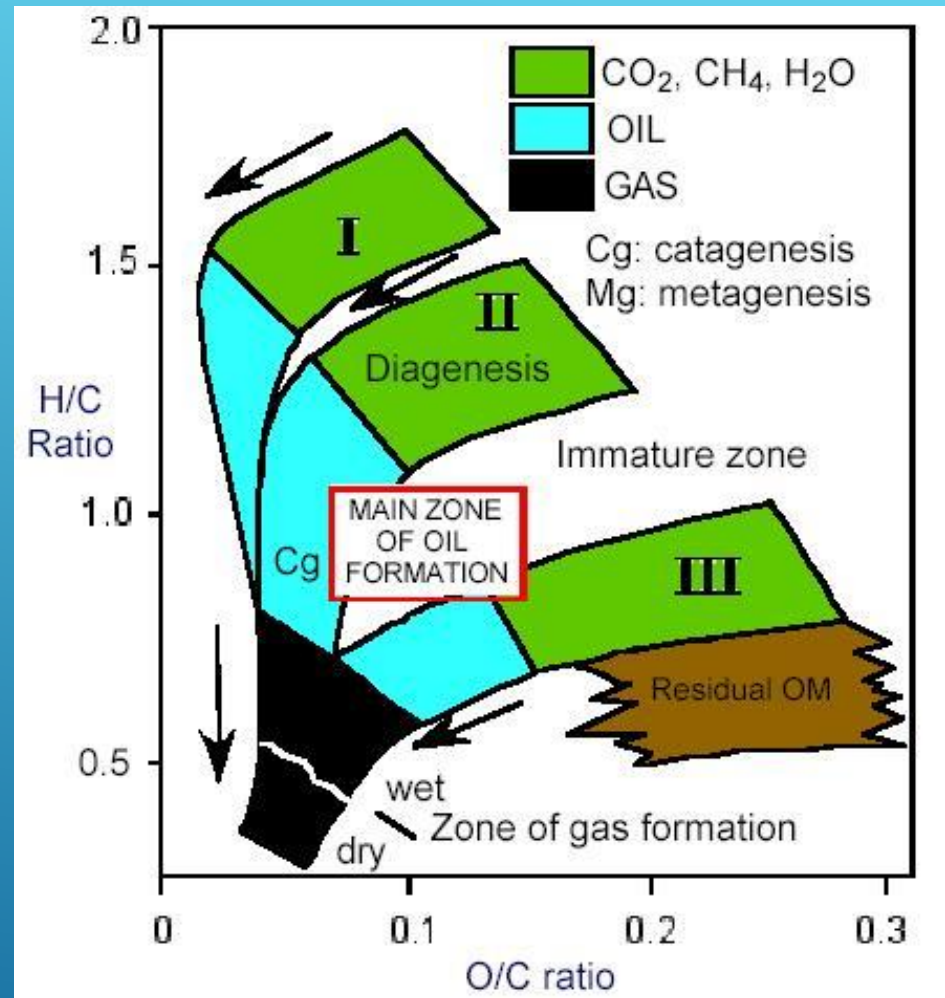 2.0
CO₂, CH₄, H₂O
OIL
GAS
I
1.5
Cg: catagenesis
Mg: metagenesis
II
Diagenesis
H/C
Ratio
Immature zone
1.0
MAIN ZONE
OF OIL
FORMATION
Cg
III
Residual OM
0.5
wet
Zone of gas formation
dry
0
0.1
0.2
0.3
O/C ratio